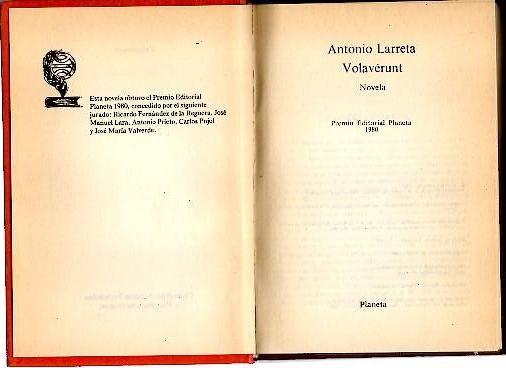 Esta novela obtuvo el Premio Editorial
Planeta 1980, concedido por el siguiente
jurado: Ricardo Fernández de la Reguera, José
Manuel Lara, Antonio Prieto, Carlos Pujol
y José María Valverde.
Antonio Larreta
Volavérunt
Novela
Premio Editorial Planeta
1980
Planeta